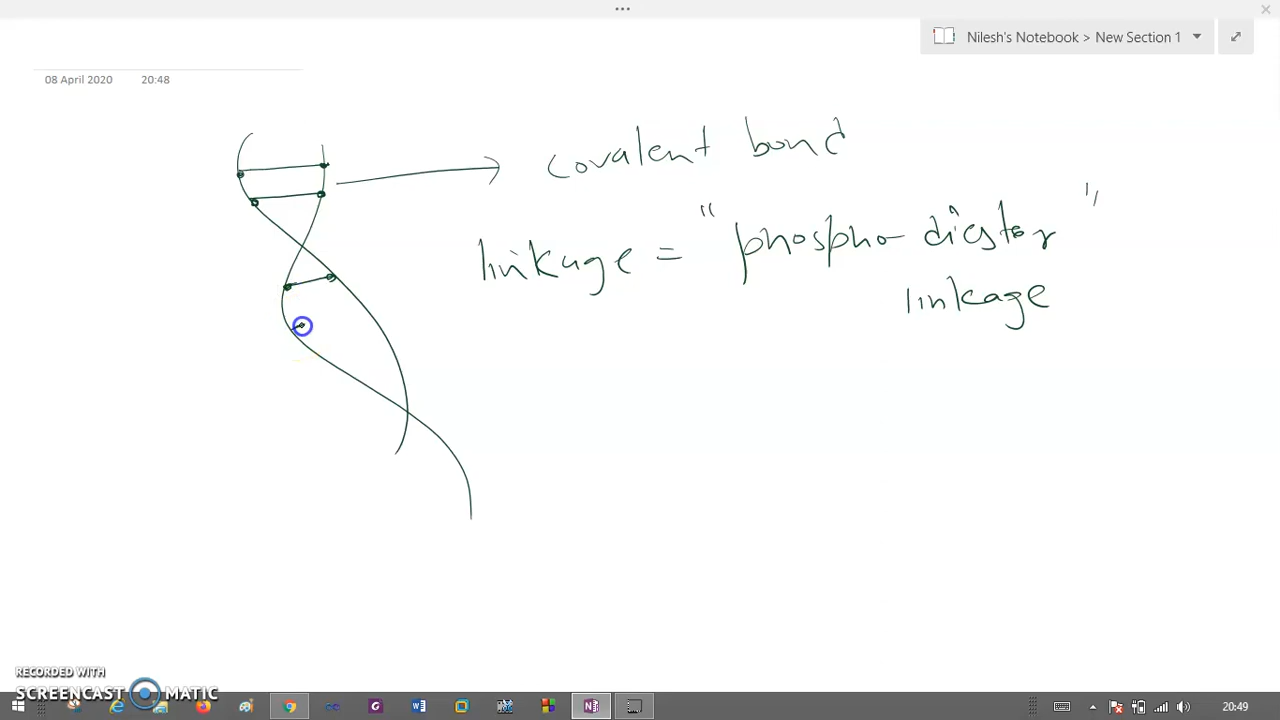 Nilesh's Notebook > New Section 1
08 April 2020 20:48
covalent bond
linkage = "phospho-diester"
linkage
RECORDED WITH
SCREENCAST MATIC
20:49